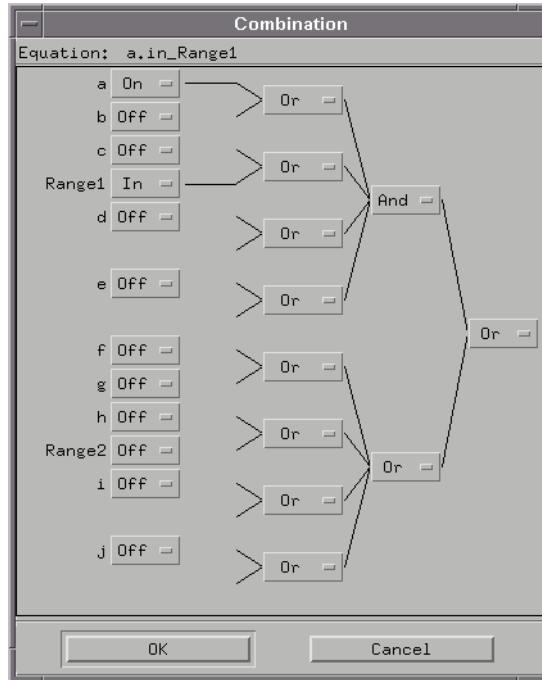 Combination
Equation: a.in_Range1
a On
Or
b Off
c Off
Or
Range1 In
And
d Off
Or
e Off
Or
Or
f Off
Or
g Off
h Off
Or
Range2 Off
Or
i Off
Or
j Off
Or
OK Cancel